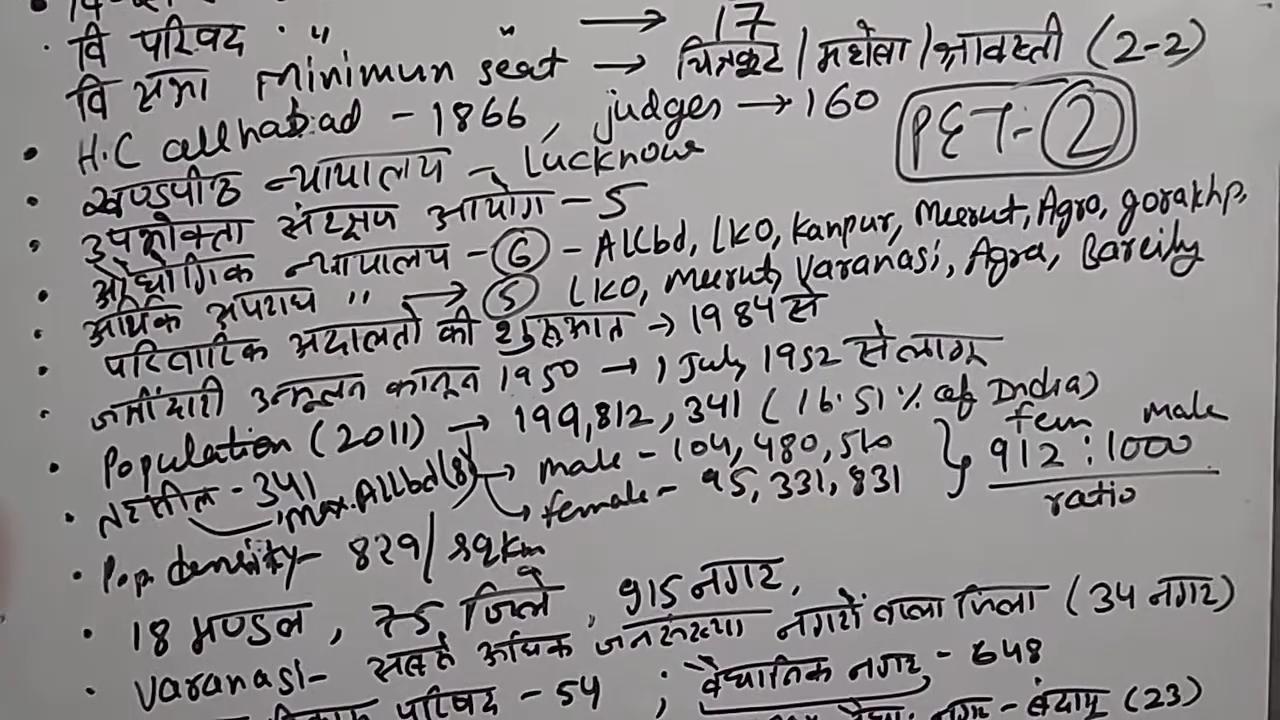 वि परिषद " " → 17
वि सभा minimun seat → चित्रकूट / महोबा / श्रावस्ती (2-2)
H.C allhabad - 1866, judges → 160
PET- 2
खण्डपीठ न्यायालय → Lucknow
उपभोक्ता संरक्षण आयोग - 5
औद्योगिक न्यायालय - 6 - Allbd, LKO, Kanpur, Meerut, Agra, gorakhp.
आर्थिक अपराध " → 5 LKO, Meerut, Varanasi, Agra, Bareily
पारिवारिक अदालतो की शुरुआत → 1984 से
जमींदारी उन्मूलन कानून 1950 → 1 July 1952 से लागू
Population (2011) → 199,812,341 (16.51% of India)
male - 104,480,510
female - 95,331,831
fem male
912 : 1000
ratio
तहसील - 341
max. Allbd (8)
Pop. density - 829/sqkm
18 मण्डल, 75 जिले, 915 नगर,
Varanasi - सबसे अधिक जनसंख्या नगरों वाला जिला (34 नगर)
परिषद - 54 ; वैधानिक नगर - 648
नगर - बदायू (23)